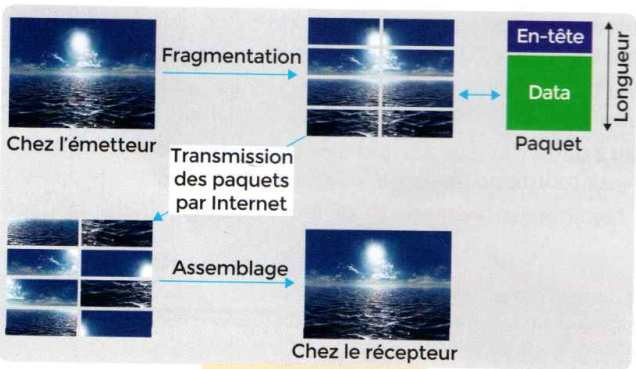 Fragmentation
En-tête
Data
Longueur
Chez l'émetteur
Paquet
Transmission
des paquets
par Internet
Assemblage
Chez le récepteur